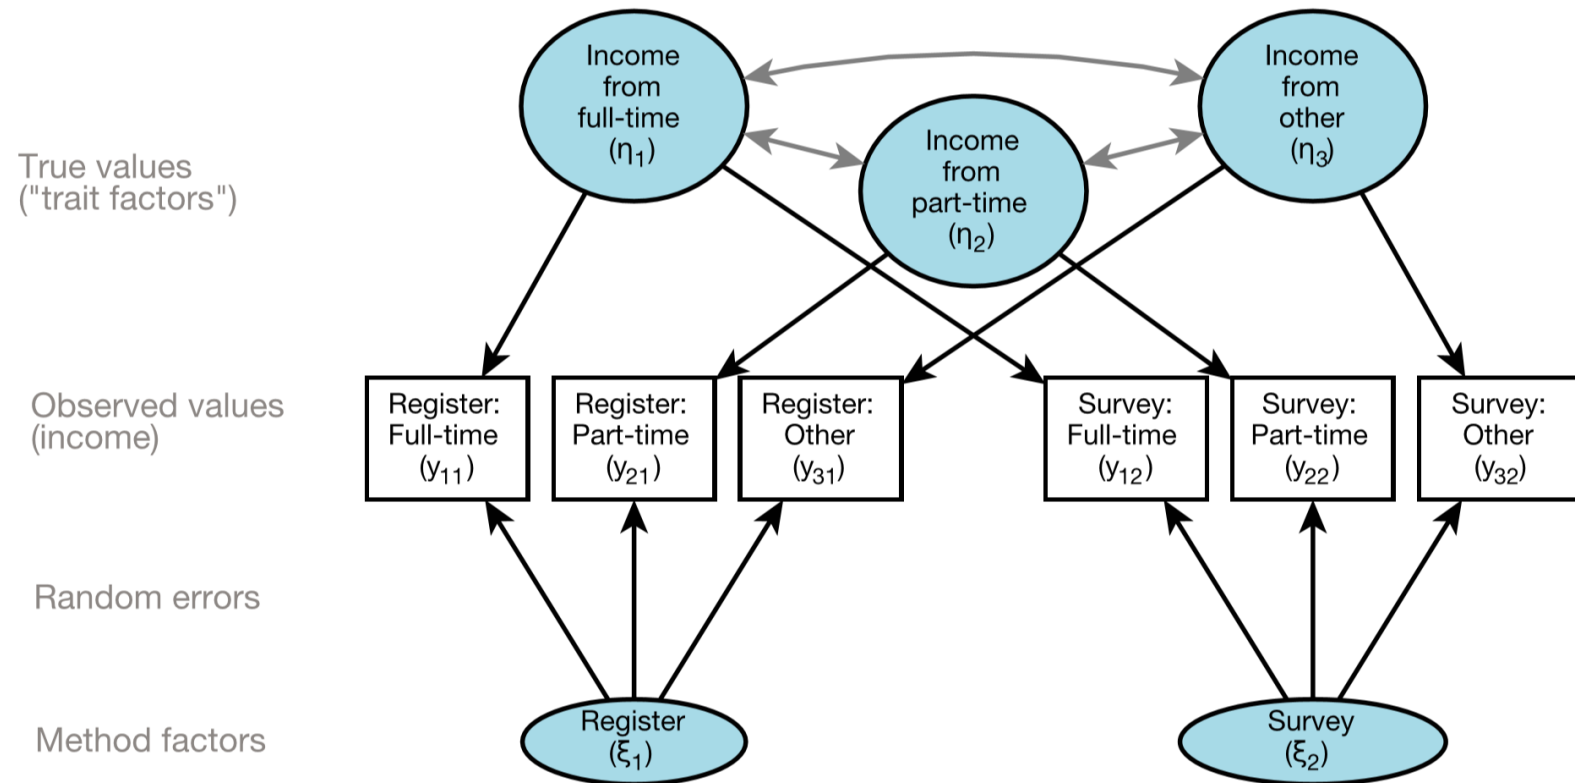 Income
from
full-time
(η₁)
Income
from
other
(η₃)
Income
from
part-time
(η₂)
True values
("trait factors")
Observed values
(income)
Register:
Full-time
(y₁₁)
Register:
Part-time
(y₂₁)
Register:
Other
(y₃₁)
Survey:
Full-time
(y₁₂)
Survey:
Part-time
(y₂₂)
Survey:
Other
(y₃₂)
Random errors
Method factors
Register
(ξ₁)
Survey
(ξ₂)